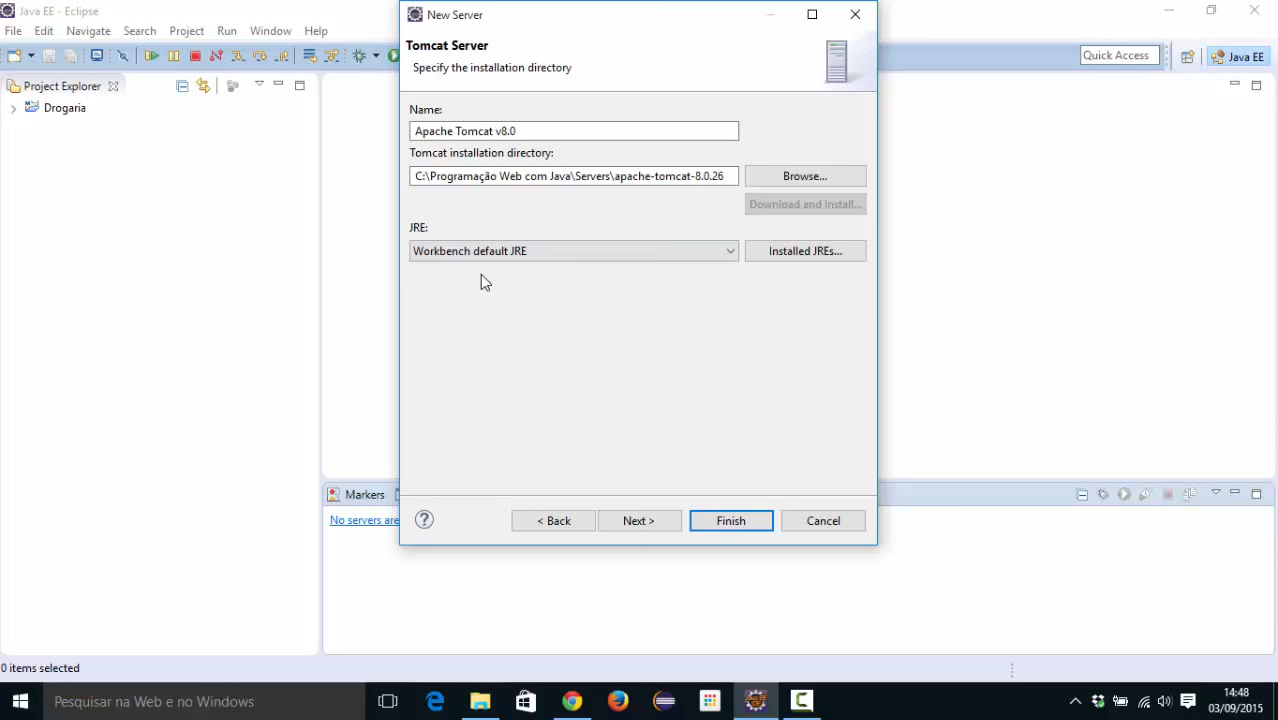 Java EE - Eclipse
New Server
File Edit Navigate Search Project Run Window Help
Tomcat Server
Specify the installation directory
Quick Access
Java EE
Project Explorer
Drogaria
Name:
Apache Tomcat v8.0
Tomcat installation directory:
C:\Programação Web com Java\Servers\apache-tomcat-8.0.26
Browse...
Download and Install...
JRE:
Workbench default JRE
Installed JREs...
Markers
No servers are
< Back
Next >
Finish
Cancel
0 items selected
Pesquisar na Web e no Windows
14:48
03/09/2015